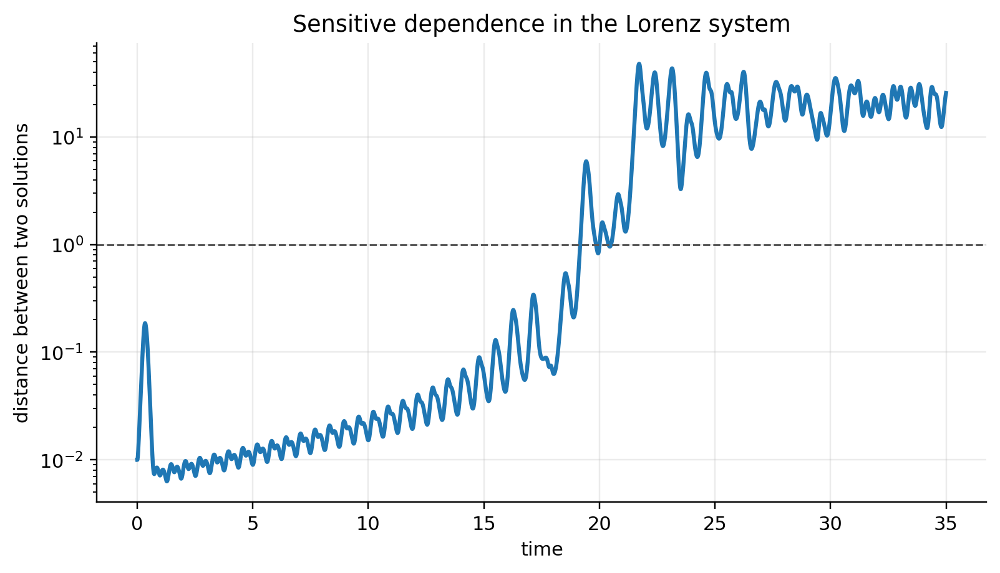 Sensitive dependence in the Lorenz system
distance between two solutions
10¹
10⁰
10⁻¹
10⁻²
0 5 10 15 20 25 30 35
time